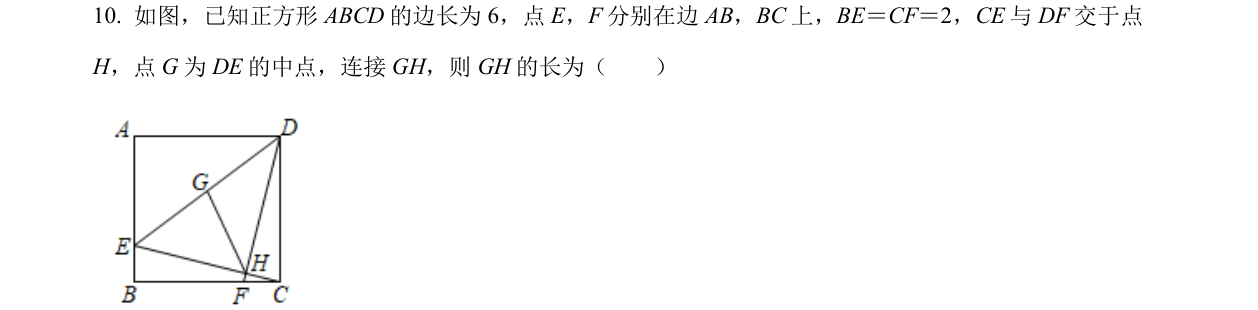 10. 如图，已知正方形 ABCD 的边长为 6，点 E，F 分别在边 AB，BC 上，BE＝CF＝2，CE 与 DF 交于点
H，点 G 为 DE 的中点，连接 GH，则 GH 的长为（　　）
A D
G
E
H
B F C